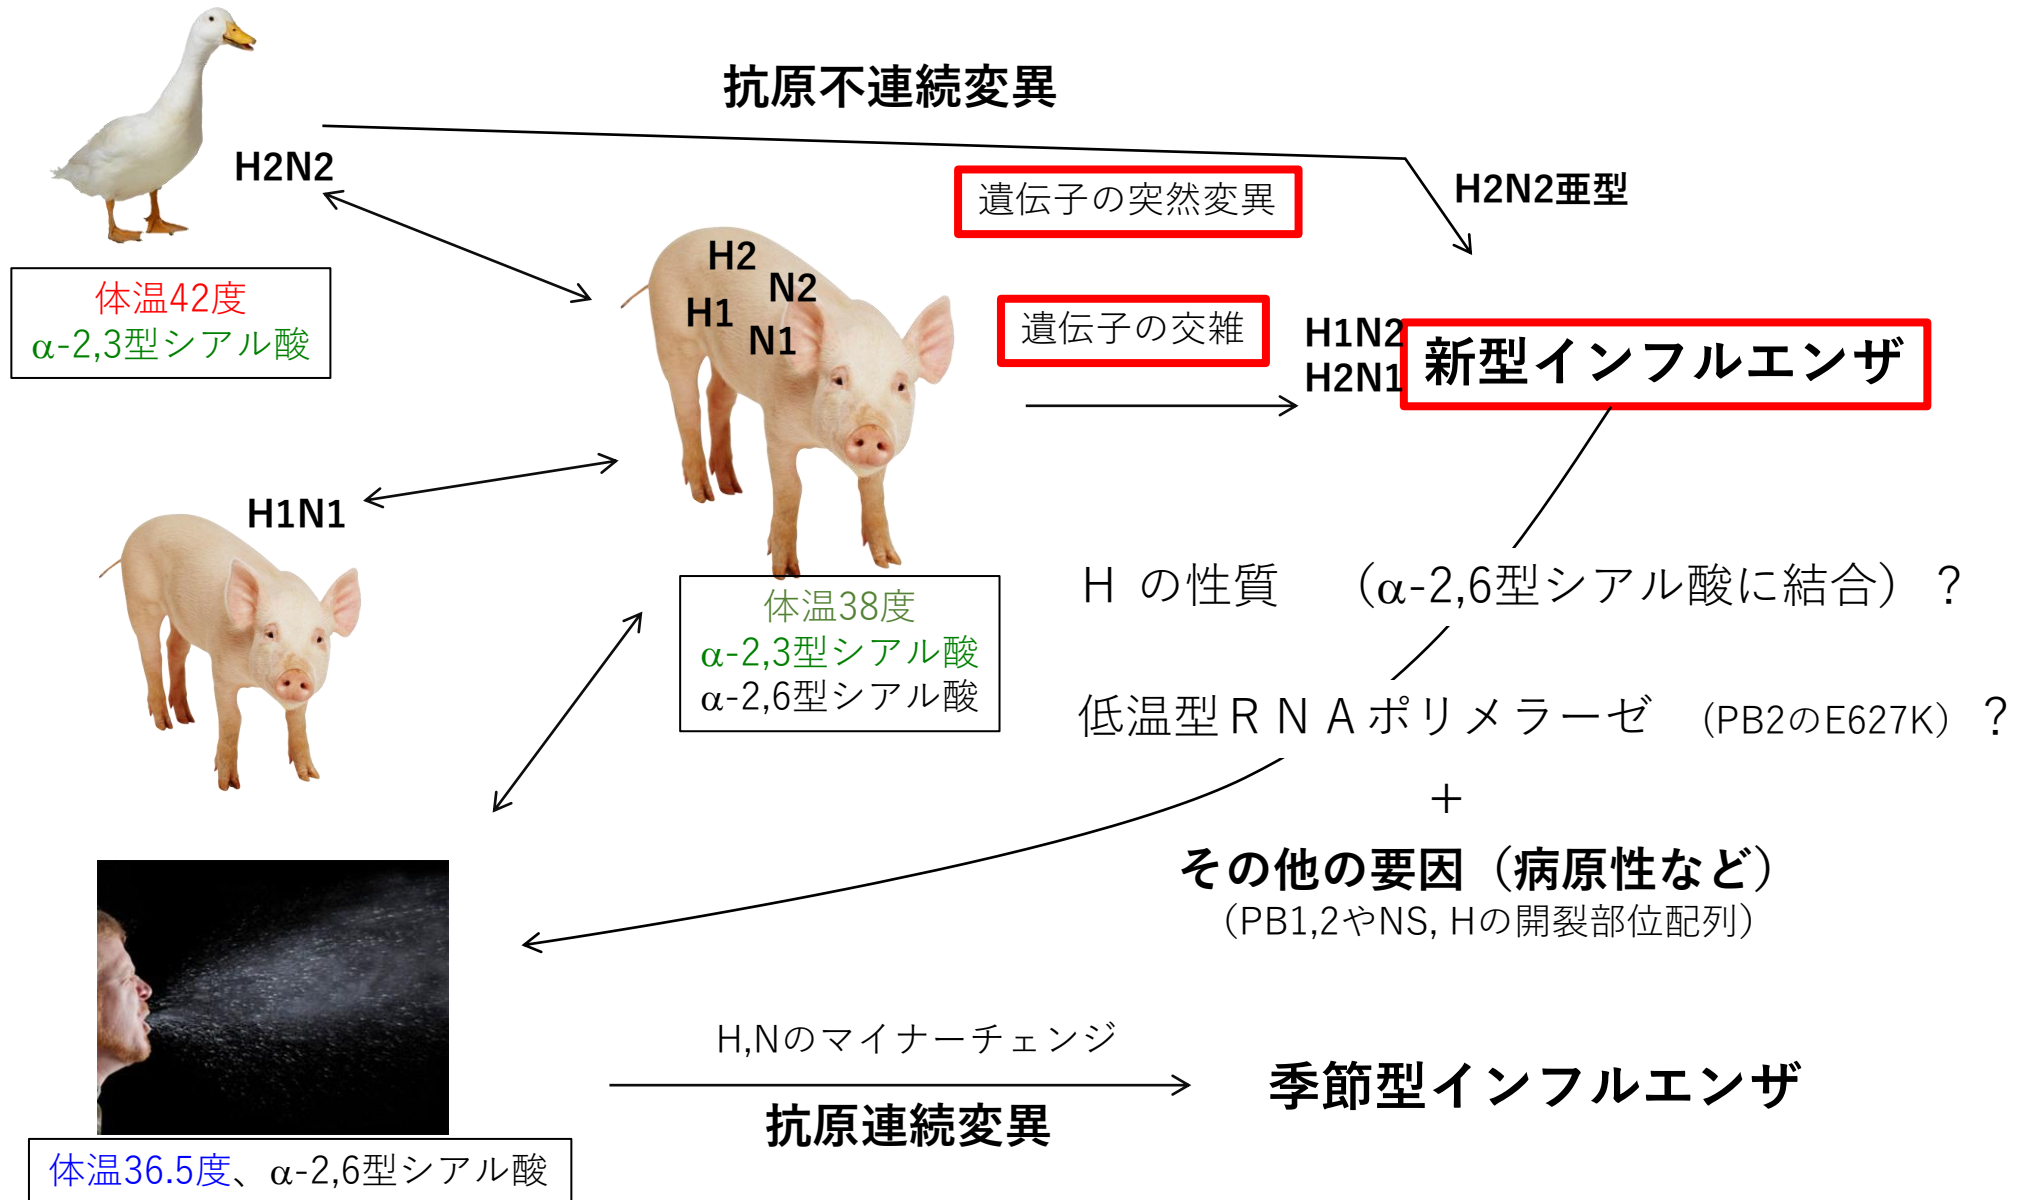 抗原不連続変異
H2N2
遺伝子の突然変異
H2N2亜型
体温42度
α-2,3型シアル酸
H2
N2
H1
N1
遺伝子の交雑
H1N2
H2N1
新型インフルエンザ
H1N1
体温38度
α-2,3型シアル酸
α-2,6型シアル酸
H の性質 （α-2,6型シアル酸に結合）？
低温型ＲＮＡポリメラーゼ (PB2のE627K）？
＋
その他の要因（病原性など）
（PB1,2やNS, Hの開裂部位配列）
H,Nのマイナーチェンジ
抗原連続変異
季節型インフルエンザ
体温36.5度、α-2,6型シアル酸